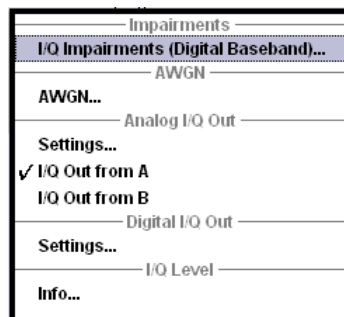 Impairments
I/Q Impairments (Digital Baseband)...
AWGN
AWGN...
Analog I/Q Out
Settings...
✓ I/Q Out from A
I/Q Out from B
Digital I/Q Out
Settings...
I/Q Level
Info...